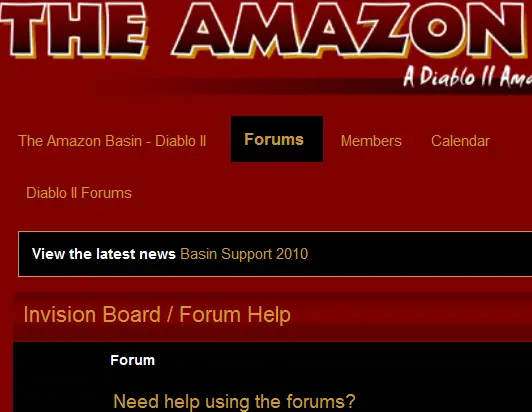 THE AMAZON
A Diablo II Ama
The Amazon Basin - Diablo II Forums Members Calendar
Diablo II Forums
View the latest news Basin Support 2010
Invision Board / Forum Help
Forum
Need help using the forums?